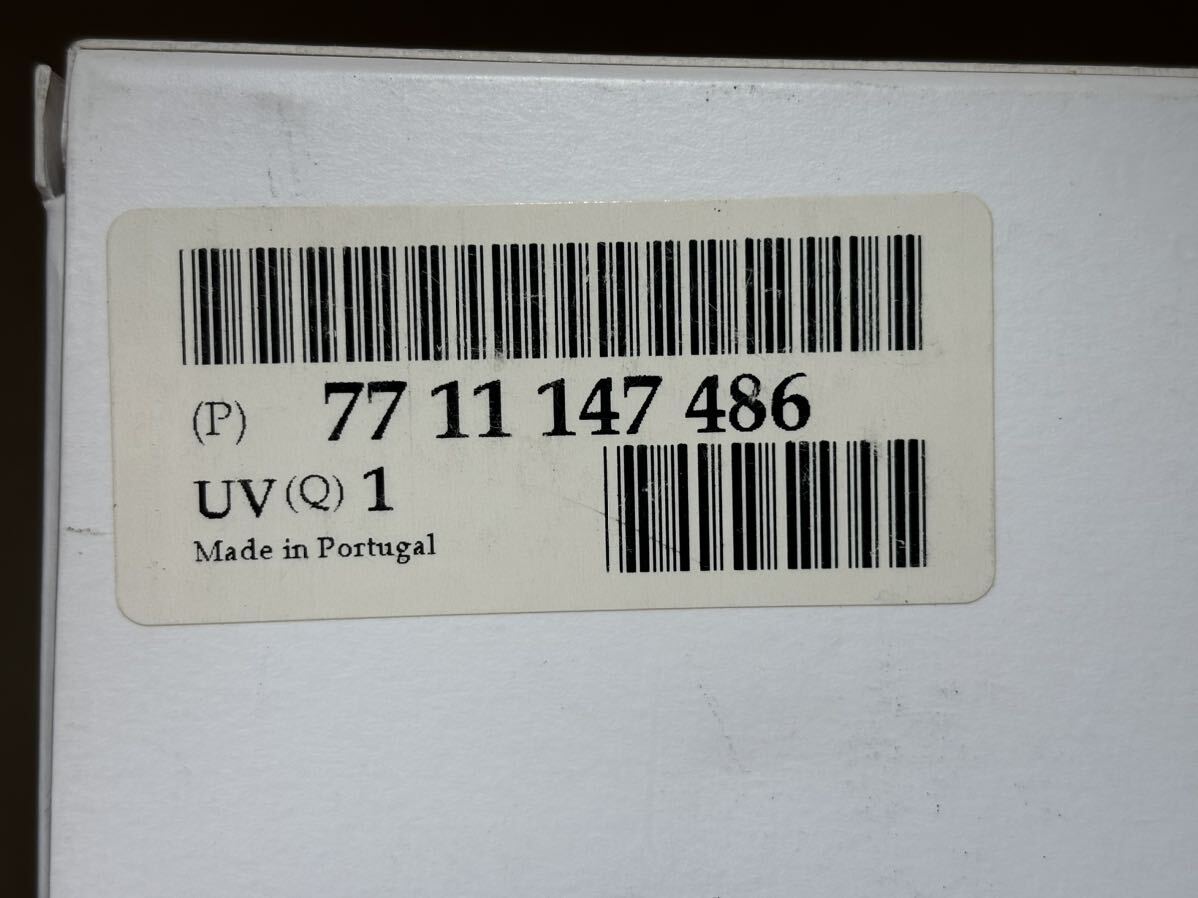 (P) 77 11 147 486
UV (Q) 1
Made in Portugal